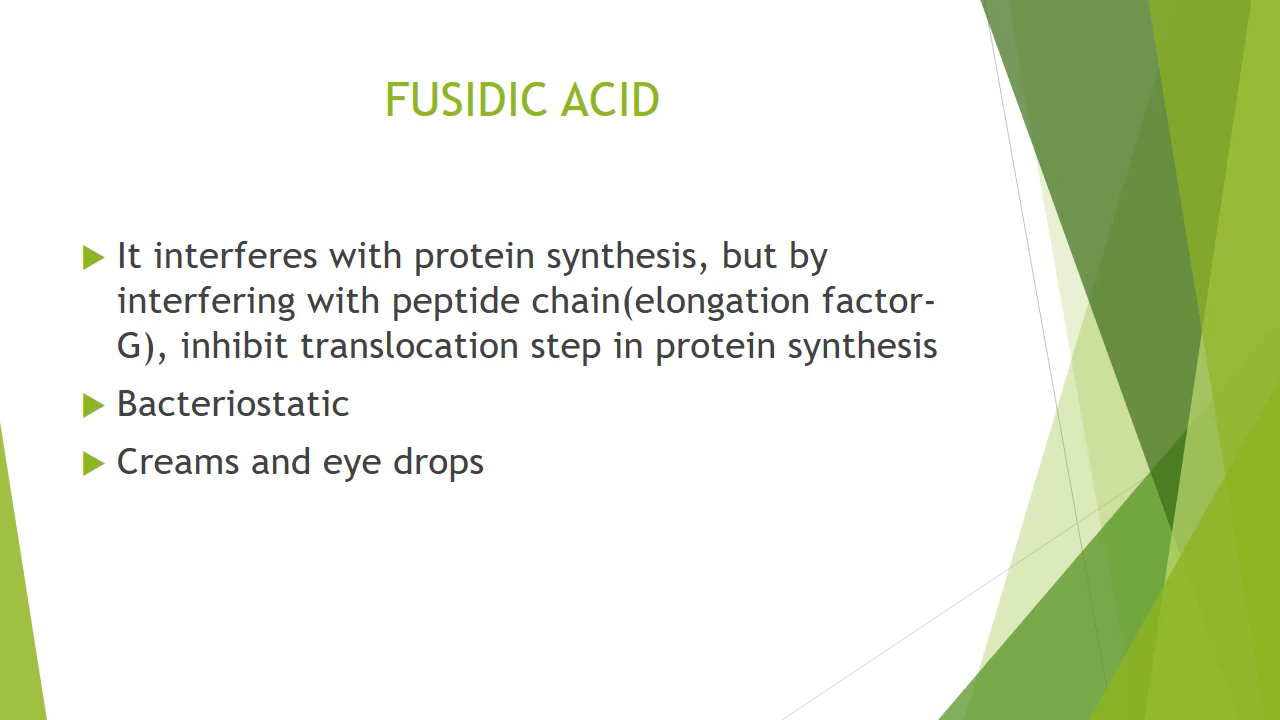 FUSIDIC ACID
It interferes with protein synthesis, but by
interfering with peptide chain(elongation factor-
G), inhibit translocation step in protein synthesis
Bacteriostatic
Creams and eye drops